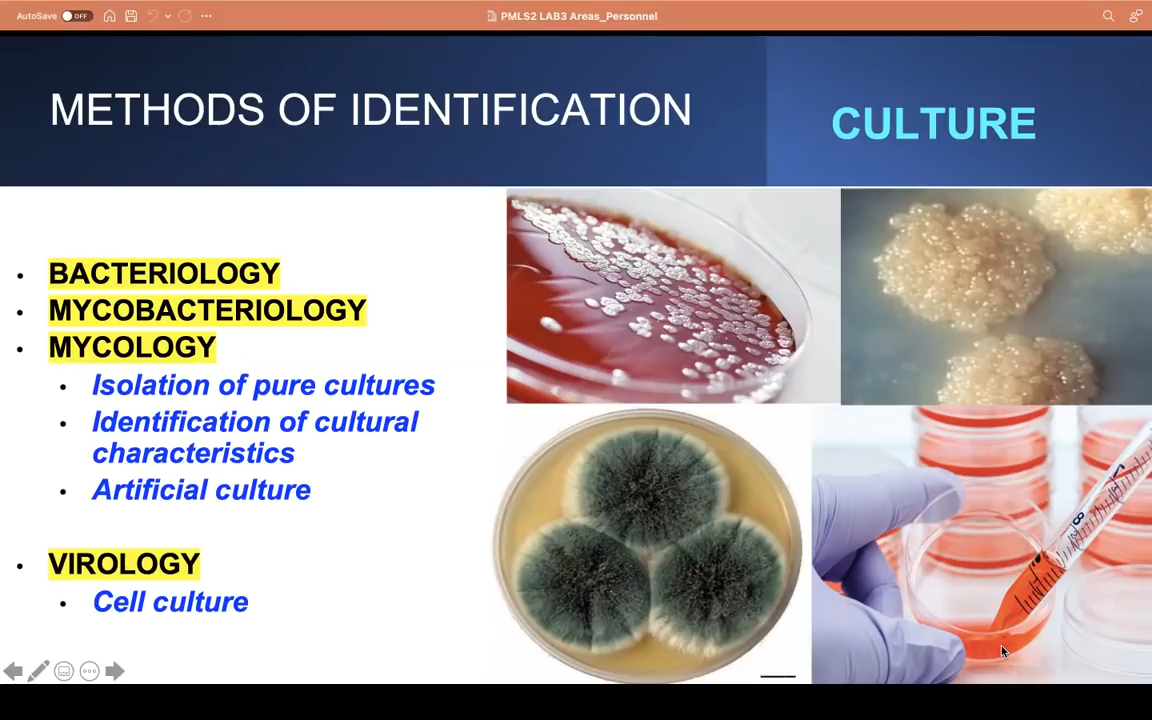 AutoSave OFF
PMLS2 LAB3 Areas_Personnel
METHODS OF IDENTIFICATION
CULTURE
• BACTERIOLOGY
• MYCOBACTERIOLOGY
• MYCOLOGY
• Isolation of pure cultures
• Identification of cultural
characteristics
• Artificial culture
• VIROLOGY
• Cell culture
8